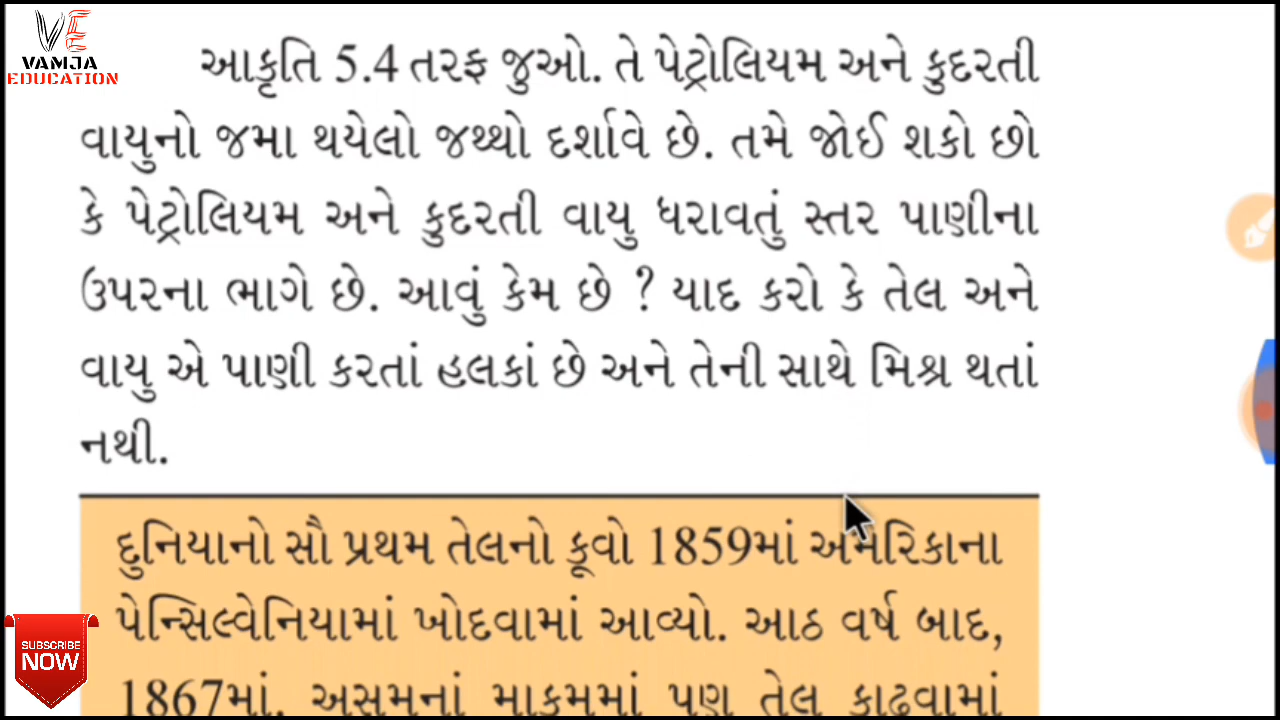 VAMJA
EDUCATION
આકૃતિ 5.4 તરફ જુઓ. તે પેટ્રોલિયમ અને કુદરતી
વાયુનો જમા થયેલો જથ્થો દર્શાવે છે. તમે જોઈ શકો છો
કે પેટ્રોલિયમ અને કુદરતી વાયુ ધરાવતું સ્તર પાણીના
ઉપરના ભાગે છે. આવું કેમ છે ? યાદ કરો કે તેલ અને
વાયુ એ પાણી કરતાં હલકાં છે અને તેની સાથે મિશ્ર થતાં
નથી.
દુનિયાનો સૌ પ્રથમ તેલનો કૂવો 1859માં અમેરિકાના
પેન્સિલ્વેનિયામાં ખોદવામાં આવ્યો. આઠ વર્ષ બાદ,
1867માં. અસમનાં માકમમાં પણ તેલ કાઢવામાં
SUBSCRIBE
NOW